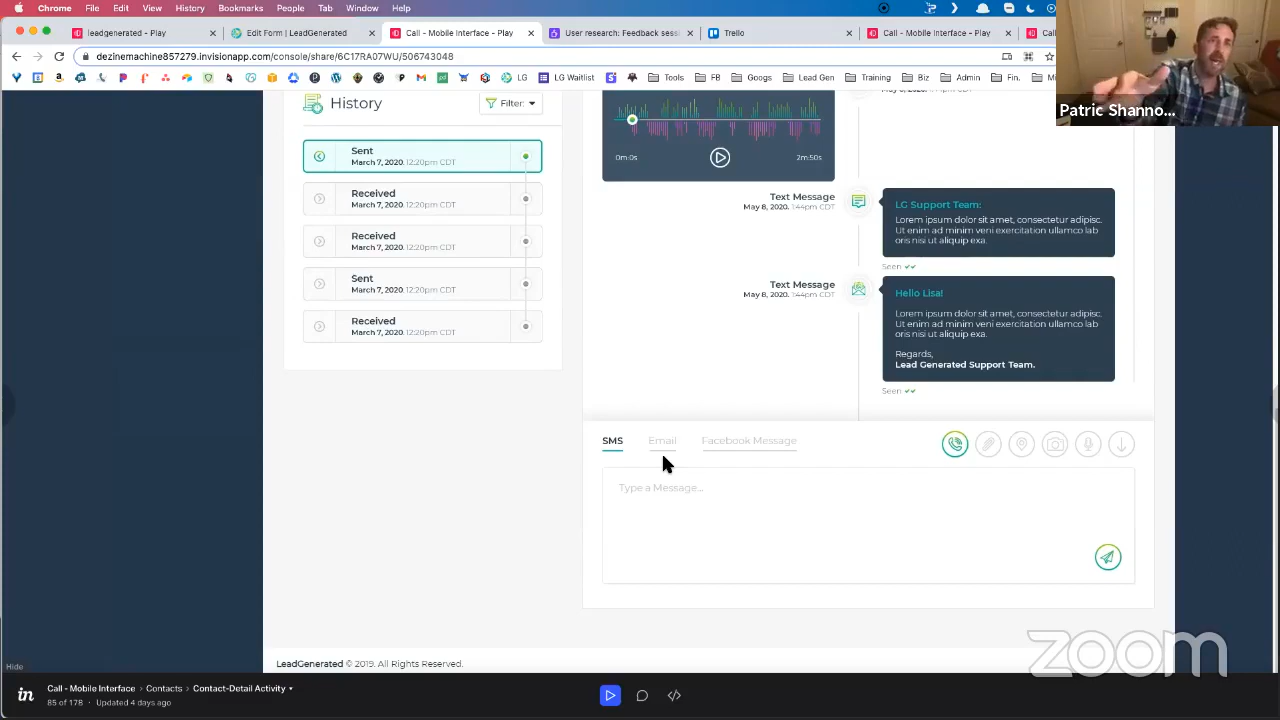 Chrome File Edit View History Bookmarks People Tab Window Help
leadgenerated - Play
Edit Form | LeadGenerated
Call - Mobile Interface - Play
User research: Feedback sessi
Trello
Call - Mobile Interface - Play
Call -
dezinemachine857279.invisionapp.com/console/share/6C17RA07WU/506743048
LG
LG Waitlist
Tools
Googs
Lead Gen
Training
Biz
Admin
Fin.
Patric Shanno...
History
Filter:
Sent
March 7, 2020. 12:20pm CDT
Received
March 7, 2020. 12:20pm CDT
Received
March 7, 2020. 12:20pm CDT
Sent
March 7, 2020. 12:20pm CDT
Received
March 7, 2020. 12:20pm CDT
0m:0s
2m:50s
Text Message
May 8, 2020. 1:44pm CDT
LG Support Team:
Lorem ipsum dolor sit amet, consectetur adipisc.
Ut enim ad minim veni exercitation ullamco lab
oris nisi ut aliquip exa.
Seen
Text Message
May 8, 2020. 1:44pm CDT
Hello Lisa!
Lorem ipsum dolor sit amet, consectetur adipisc.
Ut enim ad minim veni exercitation ullamco lab
oris nisi ut aliquip exa.
Regards,
Lead Generated Support Team.
Seen
SMS
Email
Facebook Message
Type a Message...
LeadGenerated © 2019. All Rights Reserved.
Hide
zoom
in
Call - Mobile Interface > Contacts > Contact-Detail Activity
85 of 178 · Updated 4 days ago